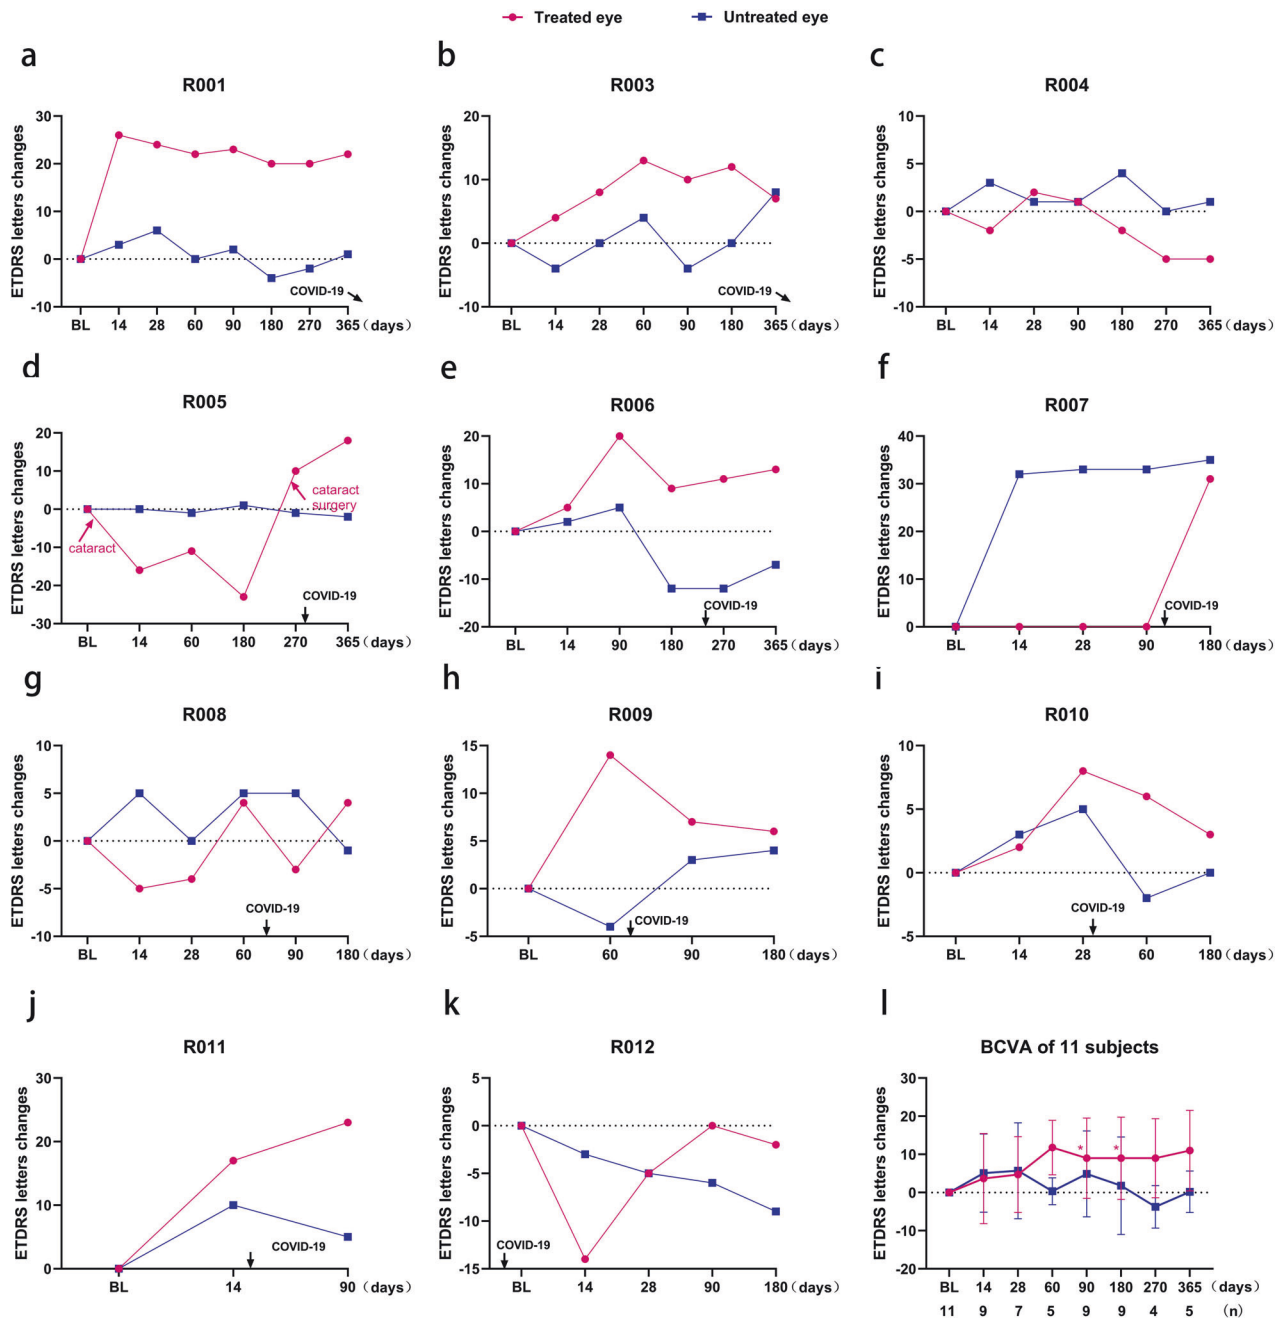 Treated eye Untreated eye
a b c
R001 R003 R004
ETDRS letters changes ETDRS letters changes ETDRS letters changes
30 20 10
20 10 5
10 0 0
0 -10 -5
-10 -10
COVID-19 COVID-19
BL 14 28 60 90 180 270 365 (days) BL 14 28 60 90 180 365 (days) BL 14 28 90 180 270 365 (days)
d e f
R005 R006 R007
ETDRS letters changes ETDRS letters changes ETDRS letters changes
20 20 40
10 10 30
0 0 20
-10 -10 10
-20 -20 0
-30
cataract
cataract
surgery
COVID-19 COVID-19 COVID-19
BL 14 60 180 270 365 (days) BL 14 90 180 270 365 (days) BL 14 28 90 180 (days)
g h i
R008 R009 R010
ETDRS letters changes ETDRS letters changes ETDRS letters changes
10 15 10
5 10 5
0 5 0
-5 0 -5
-10 -5
COVID-19 COVID-19 COVID-19
BL 14 28 60 90 180 (days) BL 60 90 180 (days) BL 14 28 60 180 (days)
j k l
R011 R012 BCVA of 11 subjects
ETDRS letters changes ETDRS letters changes ETDRS letters changes
30 5 30
20 0 20
10 -5 10
0 -10 0
-15 -10
-20
* *
COVID-19 COVID-19
BL 14 90 (days) BL 14 28 90 180 (days) BL 14 28 60 90 180 270 365 (days)
11 9 7 5 9 9 4 5 (n)